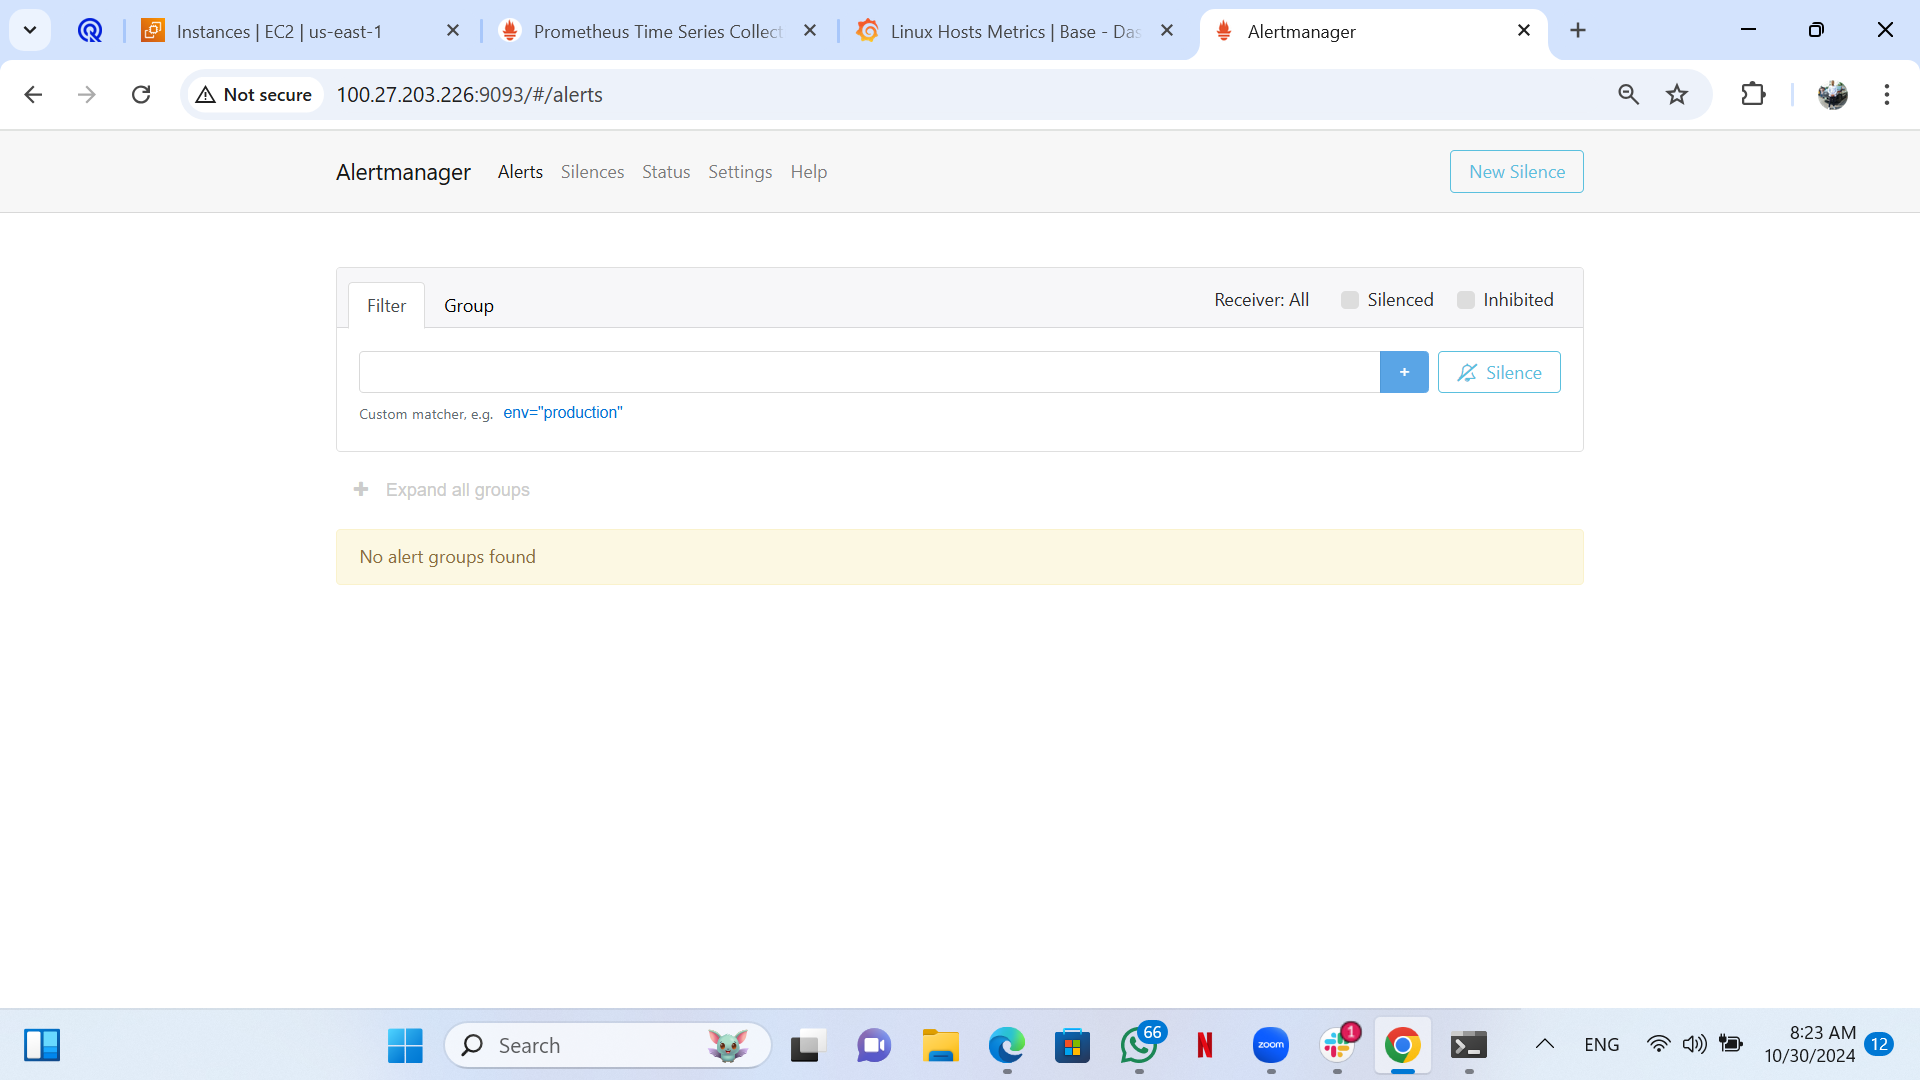 Instances | EC2 | us-east-1
Prometheus Time Series Collect
Linux Hosts Metrics | Base - Das
Alertmanager
Not secure
100.27.203.226:9093/#/alerts
Alertmanager
Alerts
Silences
Status
Settings
Help
New Silence
Filter
Group
Receiver: All
Silenced
Inhibited
+
Silence
Custom matcher, e.g. env="production"
+ Expand all groups
No alert groups found
Search
66
N
zoom
1
ENG
8:23 AM
10/30/2024
12